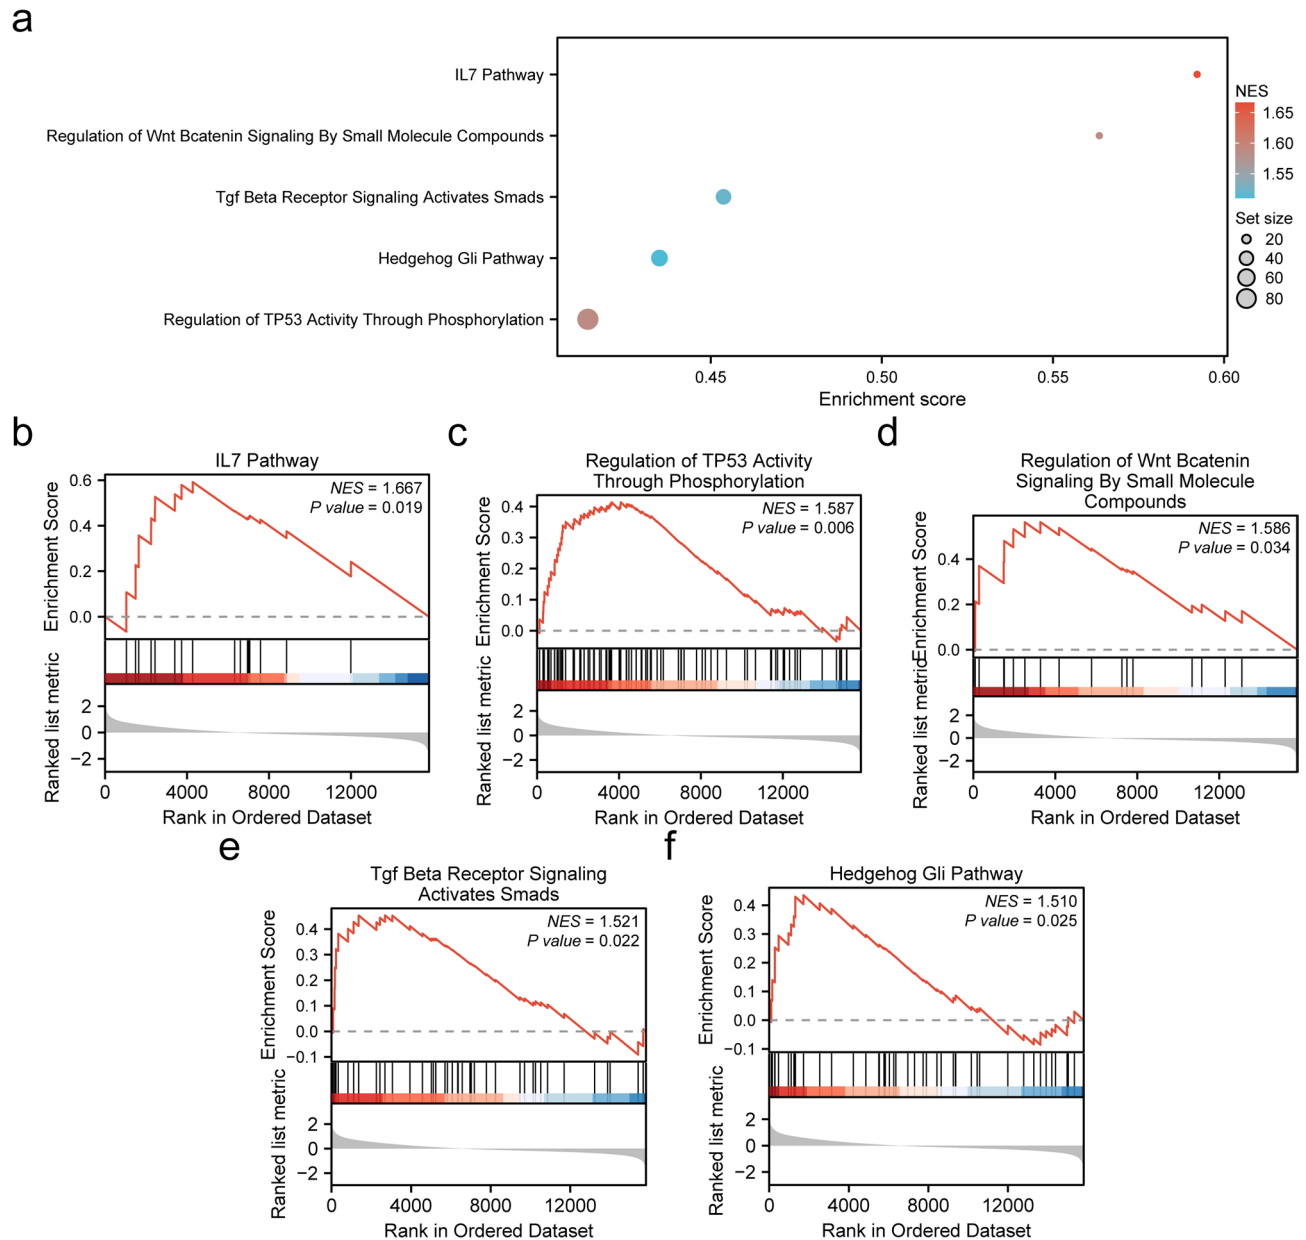 a
IL7 Pathway
Regulation of Wnt Bcatenin Signaling By Small Molecule Compounds
Tgf Beta Receptor Signaling Activates Smads
Hedgehog Gli Pathway
Regulation of TP53 Activity Through Phosphorylation
0.45 0.50 0.55 0.60
Enrichment score
NES
1.65
1.60
1.55
Set size
20
40
60
80
b
IL7 Pathway
NES = 1.667
P value = 0.019
Enrichment Score
0.6
0.4
0.2
0.0
Ranked list metric
2
0
−2
0 4000 8000 12000
Rank in Ordered Dataset
c
Regulation of TP53 Activity
Through Phosphorylation
NES = 1.587
P value = 0.006
Enrichment Score
0.4
0.3
0.2
0.1
0.0
Ranked list metric
2
0
−2
0 4000 8000 12000
Rank in Ordered Dataset
d
Regulation of Wnt Bcatenin
Signaling By Small Molecule
Compounds
NES = 1.586
P value = 0.034
Enrichment Score
0.4
0.2
0.0
Ranked list metric
2
0
−2
0 4000 8000 12000
Rank in Ordered Dataset
e
Tgf Beta Receptor Signaling
Activates Smads
NES = 1.521
P value = 0.022
Enrichment Score
0.4
0.3
0.2
0.1
0.0
−0.1
Ranked list metric
2
0
−2
0 4000 8000 12000
Rank in Ordered Dataset
f
Hedgehog Gli Pathway
NES = 1.510
P value = 0.025
Enrichment Score
0.4
0.3
0.2
0.1
0.0
−0.1
Ranked list metric
2
0
−2
0 4000 8000 12000
Rank in Ordered Dataset